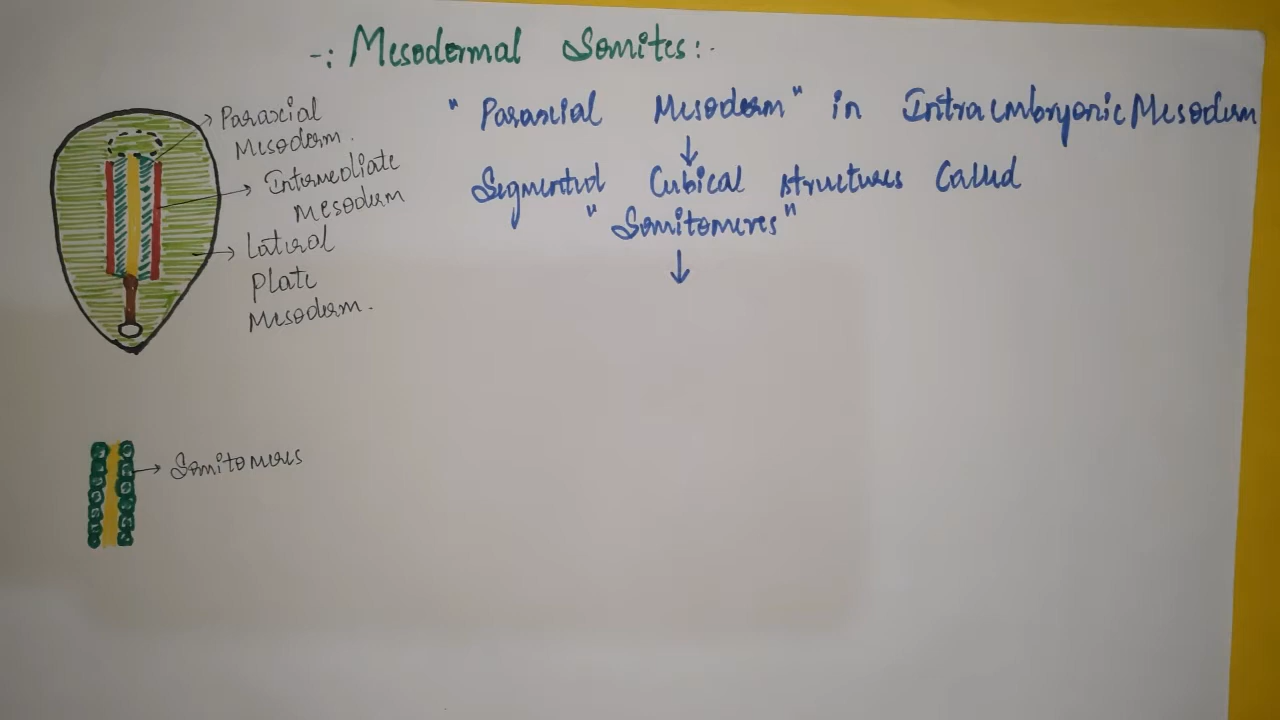 -: Mesodermal Somites:-
"Paraxial Mesoderm" in Intraembryonic Mesoderm
Segmented Cubical structures Called
"Somitomeres"
Paraxial
Mesoderm.
Intermediate
Mesoderm
Lateral
Plate
Mesoderm.
Somitomeres